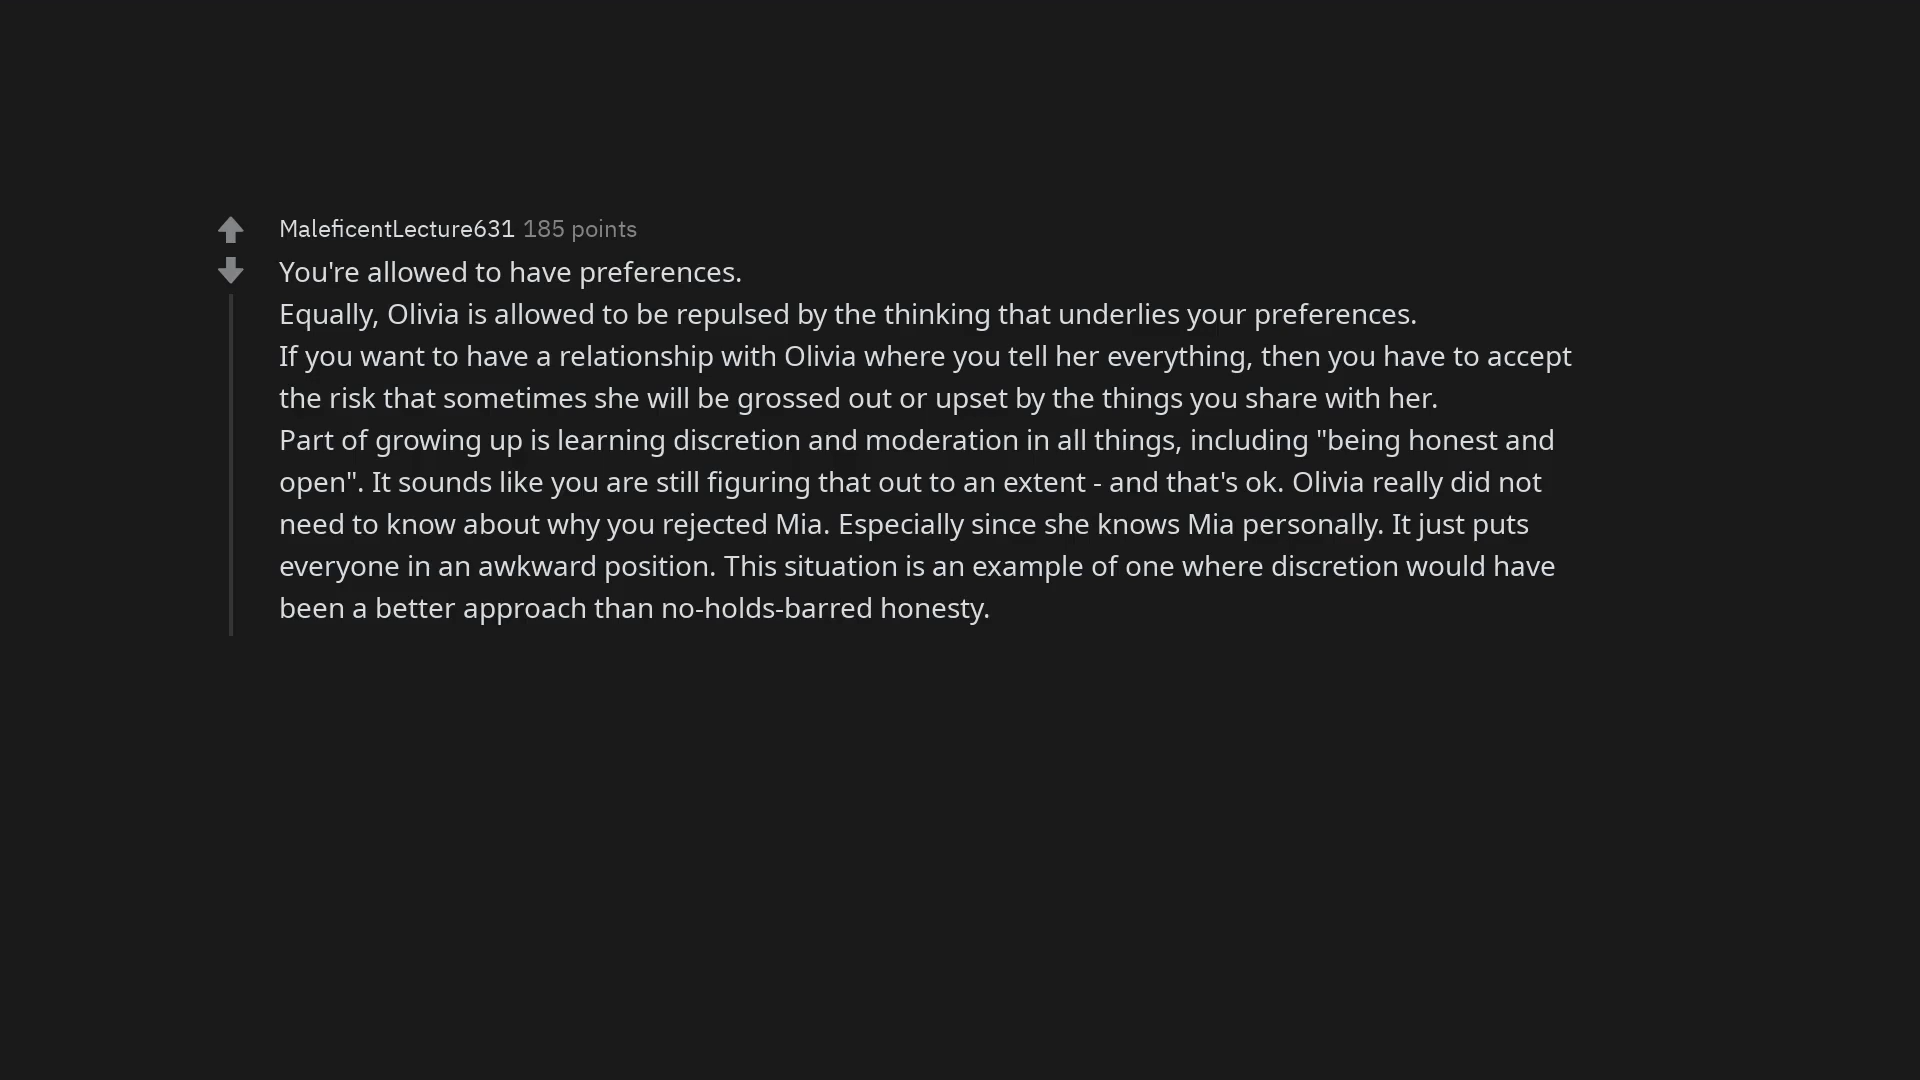 MaleficentLecture631 185 points
You're allowed to have preferences.
Equally, Olivia is allowed to be repulsed by the thinking that underlies your preferences.
If you want to have a relationship with Olivia where you tell her everything, then you have to accept
the risk that sometimes she will be grossed out or upset by the things you share with her.
Part of growing up is learning discretion and moderation in all things, including "being honest and
open". It sounds like you are still figuring that out to an extent - and that's ok. Olivia really did not
need to know about why you rejected Mia. Especially since she knows Mia personally. It just puts
everyone in an awkward position. This situation is an example of one where discretion would have
been a better approach than no-holds-barred honesty.